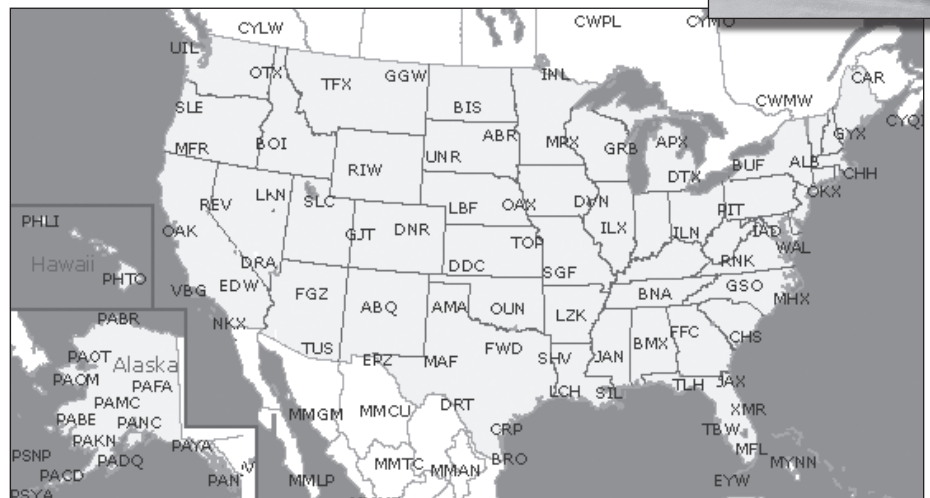 CYLW
CWPL
CYMO
UIL
OTX
TFX
GGW
INL
CAR
SLE
BIS
CWMW
CYQI
MFR
BOI
ABR
MPX
GRB
APX
GYX
UNR
RIW
DTX
BUF
ALB
CHH
REV
LKN
SLC
LBF
OAX
DVN
PIT
OKX
PHLI
OAK
GJT
DNR
TOP
ILX
ILN
IAD
WAL
Hawaii
DRA
DDC
SGF
RNK
PHTO
VBG
EDW
FGZ
ABQ
AMA
OUN
BNA
GSO
MHX
PABR
NKX
LZK
FFC
CHS
PAOT
Alaska
TUS
EPZ
MAF
FWD
SHV
JAN
BMX
PAOM
PAFA
LCH
SIL
TLH
JAX
PAMC
MMGM
MMCU
DRT
XMR
PABE
PANC
CRP
TBW
PAKN
PAYA
MFL
PSNP
PADQ
MMTC
MMAN
BRO
MYNN
PACD
PAN
MMLP
EYW
PSYA